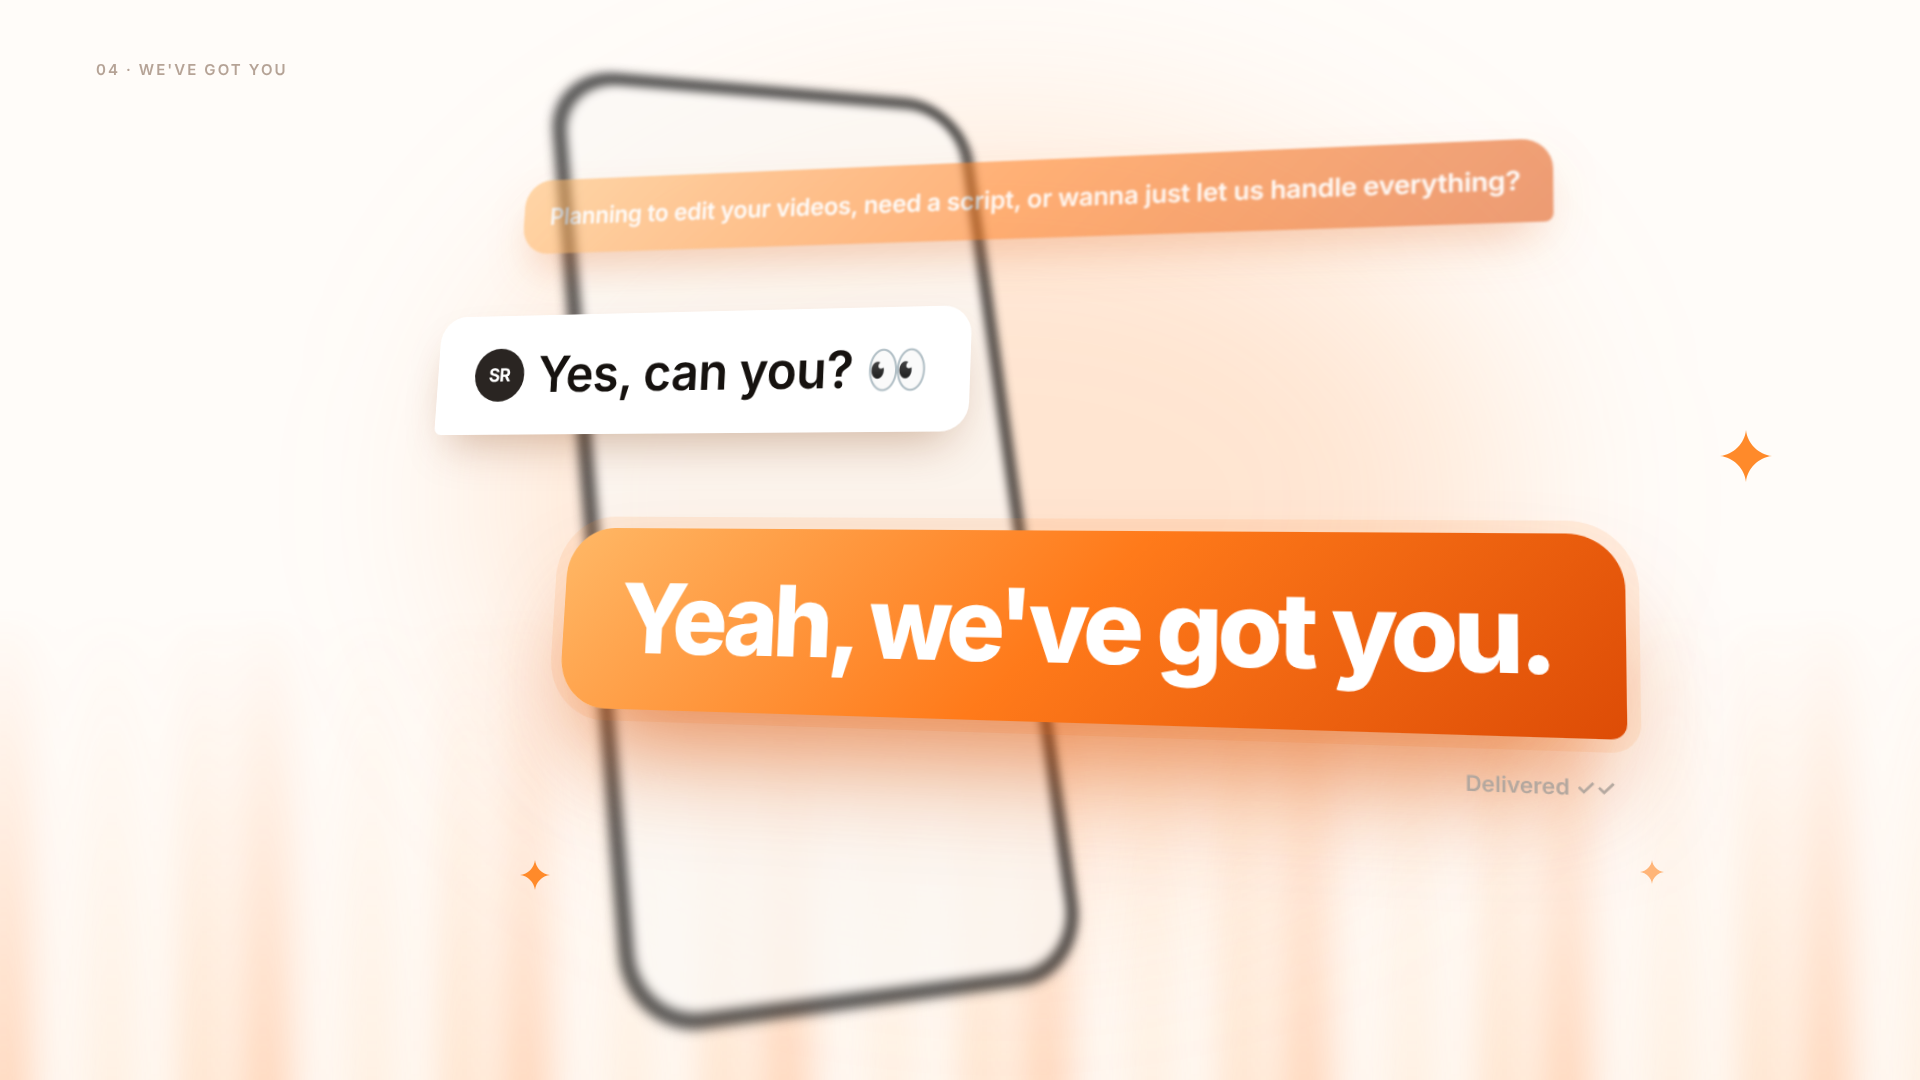 04 · WE'VE GOT YOU
Planning to edit your videos, need a script, or wanna just let us handle everything?
SR Yes, can you? 👀
Yeah, we've got you.
Delivered ✓✓